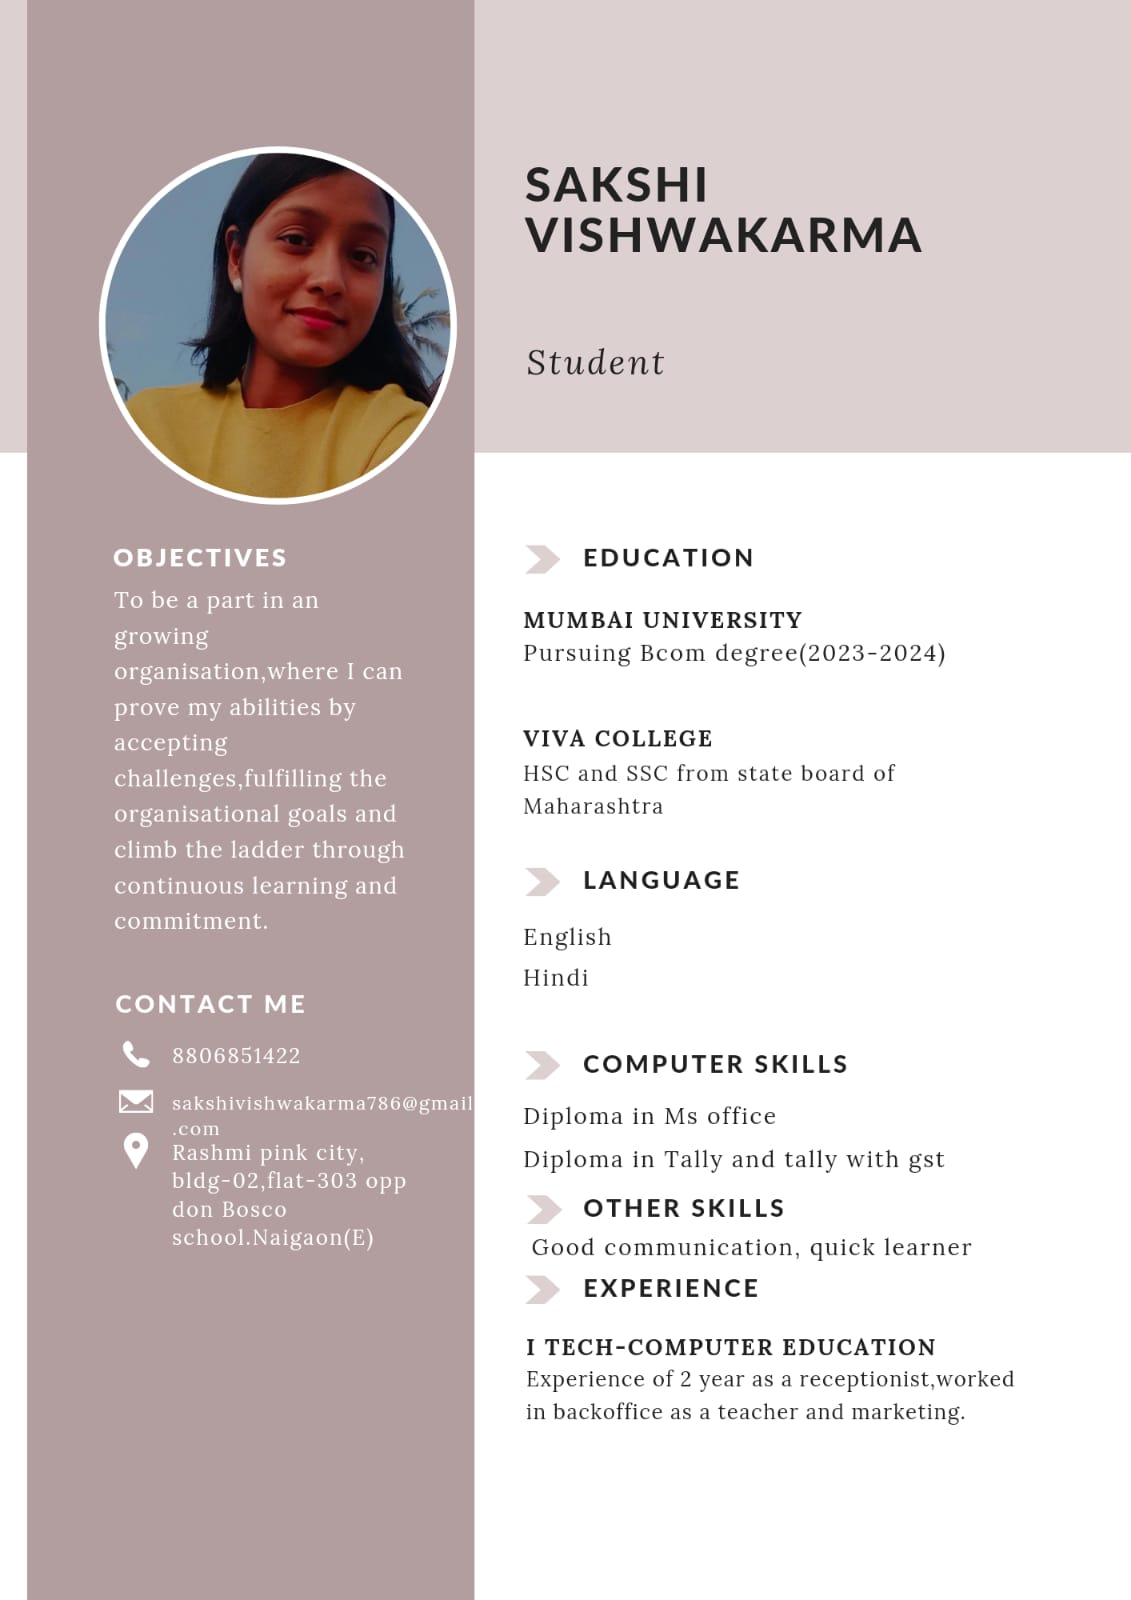 SAKSHI
VISHWAKARMA
Student
OBJECTIVES
To be a part in an
growing
organisation,where I can
prove my abilities by
accepting
challenges,fulfilling the
organisational goals and
climb the ladder through
continuous learning and
commitment.
CONTACT ME
8806851422
sakshivishwakarma786@gmail
.com
Rashmi pink city,
bldg-02,flat-303 opp
don Bosco
school.Naigaon(E)
EDUCATION
MUMBAI UNIVERSITY
Pursuing Bcom degree(2023-2024)
VIVA COLLEGE
HSC and SSC from state board of
Maharashtra
LANGUAGE
English
Hindi
COMPUTER SKILLS
Diploma in Ms office
Diploma in Tally and tally with gst
OTHER SKILLS
Good communication, quick learner
EXPERIENCE
I TECH-COMPUTER EDUCATION
Experience of 2 year as a receptionist,worked
in backoffice as a teacher and marketing.